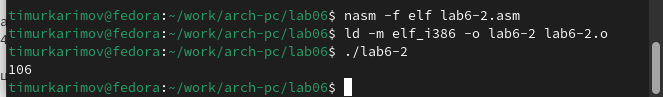 timurkarimov@fedora:~/work/arch-pc/lab06$ nasm -f elf lab6-2.asm
timurkarimov@fedora:~/work/arch-pc/lab06$ ld -m elf_i386 -o lab6-2 lab6-2.o
timurkarimov@fedora:~/work/arch-pc/lab06$ ./lab6-2
106
timurkarimov@fedora:~/work/arch-pc/lab06$